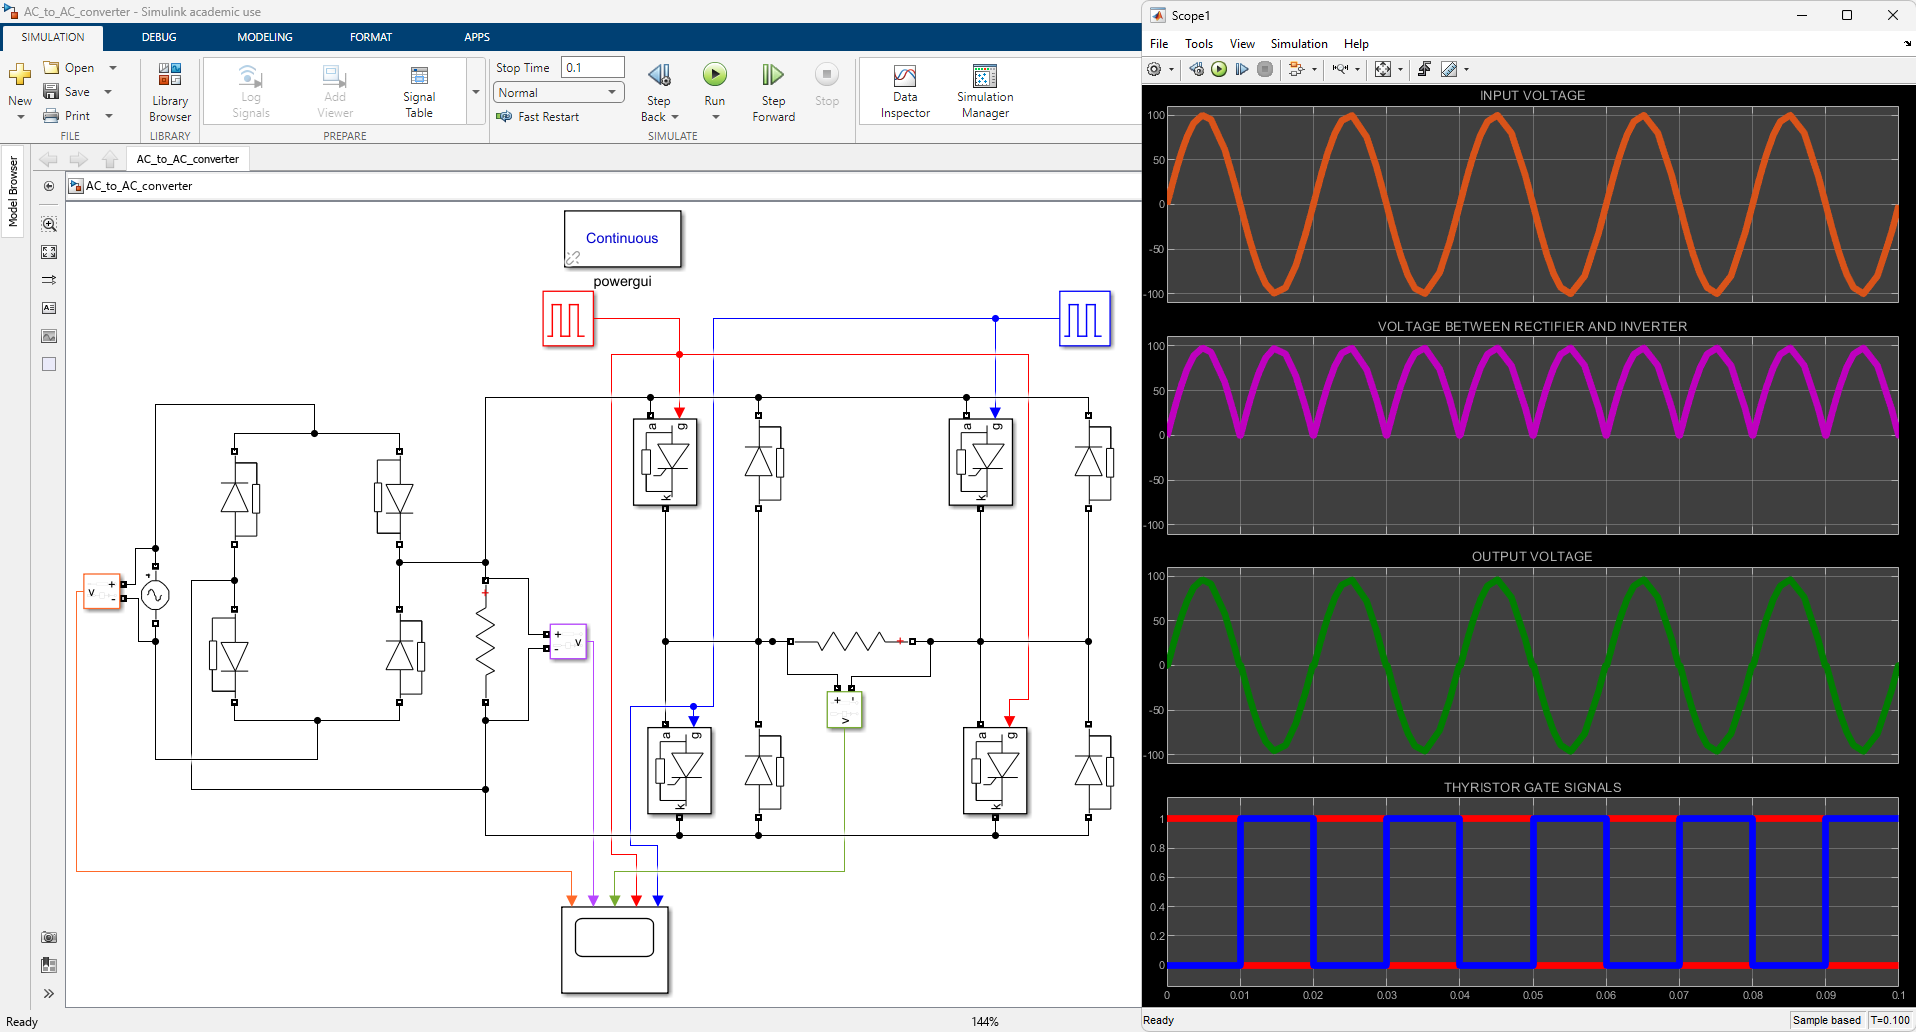 AC_to_AC_converter - Simulink academic use
SIMULATION DEBUG MODELING FORMAT APPS
New
Open
Save
Print
FILE
Library Browser
LIBRARY
Log Signals
Add Viewer
Signal Table
PREPARE
Stop Time 0.1
Normal
Fast Restart
Step Back
Run
Step Forward
Stop
SIMULATE
Data Inspector
Simulation Manager
Model Browser
AC_to_AC_converter
AC_to_AC_converter
Continuous
powergui
a g
k
a g
k
v + -
+
+ - v
+
+ - v
a g
k
a g
k
Ready
144%
Scope1
File Tools View Simulation Help
INPUT VOLTAGE
100
50
0
-50
-100
VOLTAGE BETWEEN RECTIFIER AND INVERTER
100
50
0
-50
-100
OUTPUT VOLTAGE
100
50
0
-50
-100
THYRISTOR GATE SIGNALS
1
0.8
0.6
0.4
0.2
0
0 0.01 0.02 0.03 0.04 0.05 0.06 0.07 0.08 0.09 0.1
Ready
Sample based T=0.100